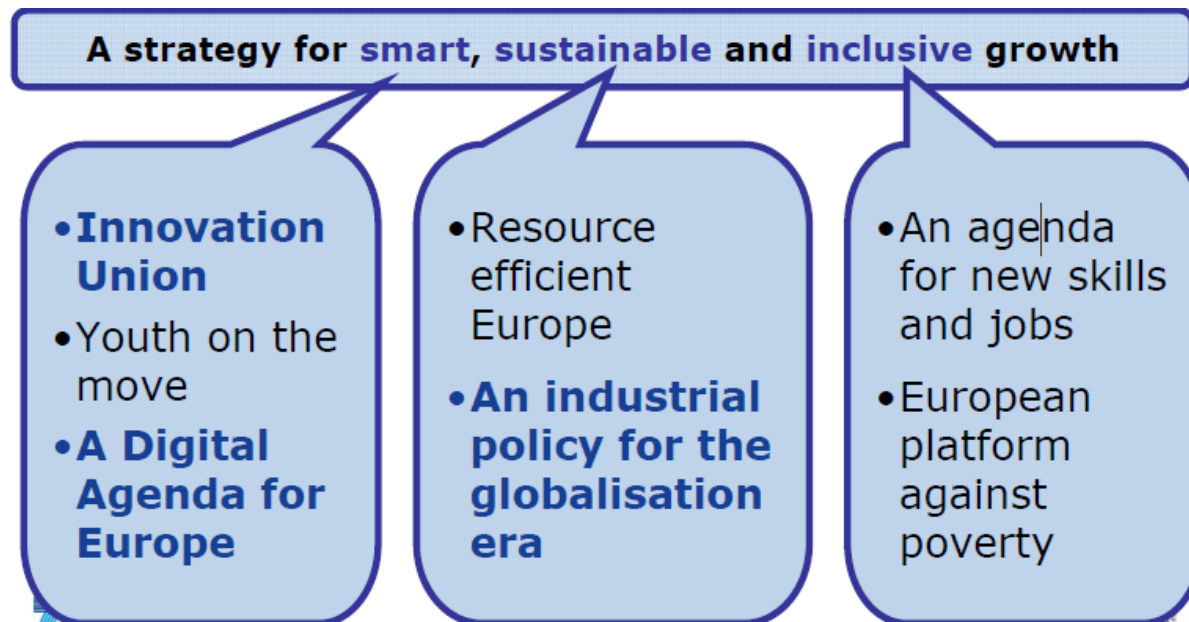 A strategy for smart, sustainable and inclusive growth
•Innovation
Union
•Youth on the
move
•A Digital
Agenda for
Europe
•Resource
efficient
Europe
•An industrial
policy for the
globalisation
era
•An agenda
for new skills
and jobs
•European
platform
against
poverty